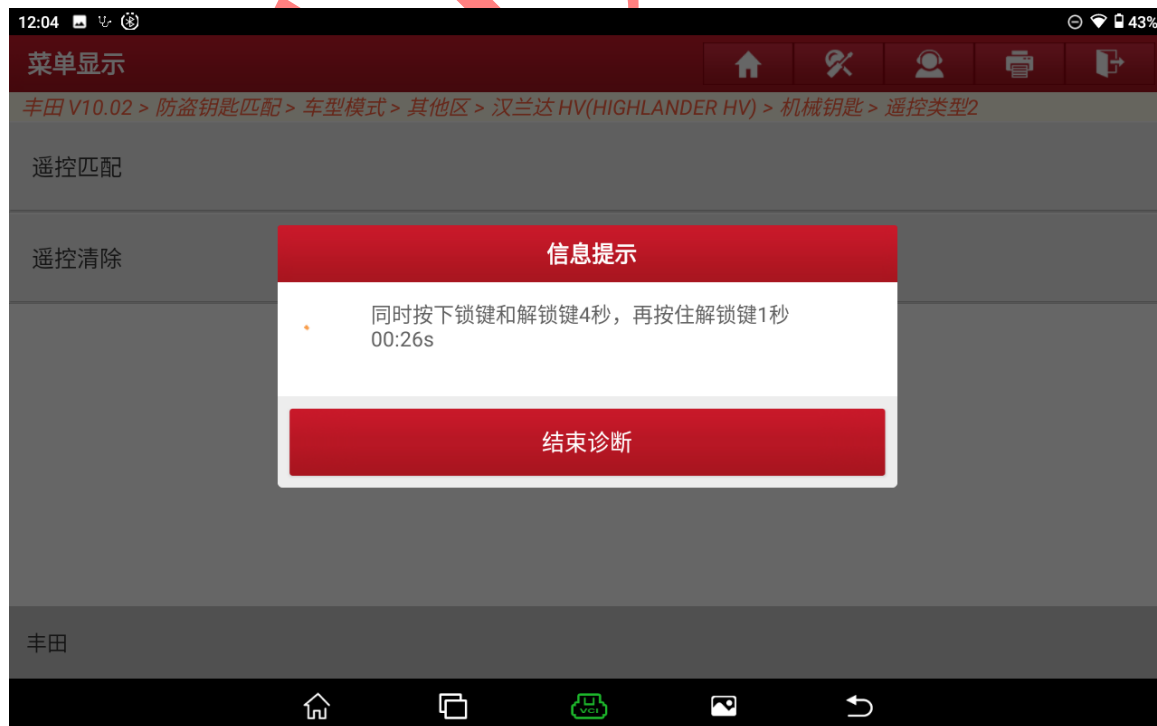 12:04
43%
菜单显示
丰田 V10.02 > 防盗钥匙匹配 > 车型模式 > 其他区 > 汉兰达 HV(HIGHLANDER HV) > 机械钥匙 > 遥控类型2
遥控匹配
遥控清除
信息提示
同时按下锁键和解锁键4秒，再按住解锁键1秒
00:26s
结束诊断
丰田
VCI